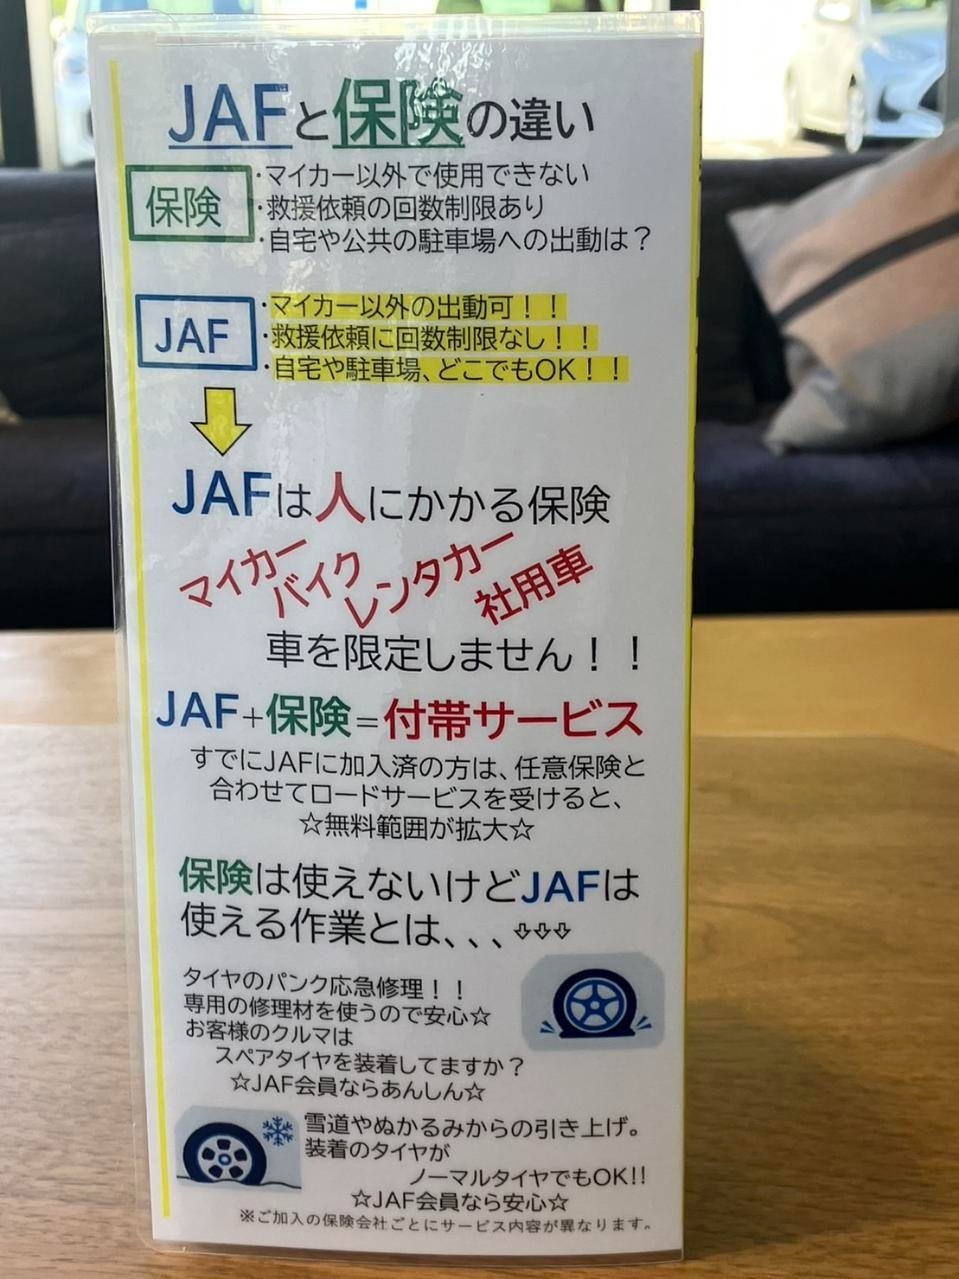 JAFと保険の違い
保険
・マイカー以外で使用できない
・救援依頼の回数制限あり
・自宅や公共の駐車場への出動は？
JAF
・マイカー以外の出動可！！
・救援依頼に回数制限なし！！
・自宅や駐車場、どこでもOK！！
JAFは人にかかる保険
マイカー
バイク
レンタカー
社用車
車を限定しません！！
JAF+保険=付帯サービス
すでにJAFに加入済の方は、任意保険と
合わせてロードサービスを受けると、
☆無料範囲が拡大☆
保険は使えないけどJAFは
使える作業とは、、、⇩⇩⇩
タイヤのパンク応急修理！！
専用の修理材を使うので安心☆
お客様のクルマは
スペアタイヤを装着してますか？
☆JAF会員ならあんしん☆
雪道やぬかるみからの引き上げ。
装着のタイヤが
ノーマルタイヤでもOK!!
☆JAF会員なら安心☆
※ご加入の保険会社ごとにサービス内容が異なります。